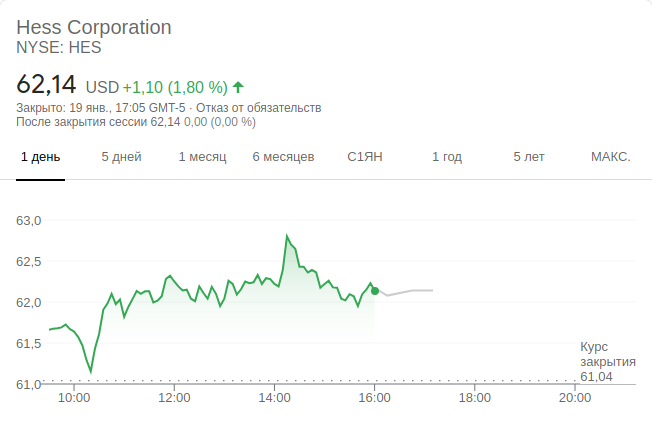 Hess Corporation
NYSE: HES
62,14 USD +1,10 (1,80 %)
Закрыто: 19 янв., 17:05 GMT-5 · Отказ от обязательств
После закрытия сессии 62,14 0,00 (0,00 %)
1 день 5 дней 1 месяц 6 месяцев С1ЯН 1 год 5 лет МАКС.
63,0
62,5
62,0
61,5
61,0
Курс
закрытия
61,04
10:00 12:00 14:00 16:00 18:00 20:00